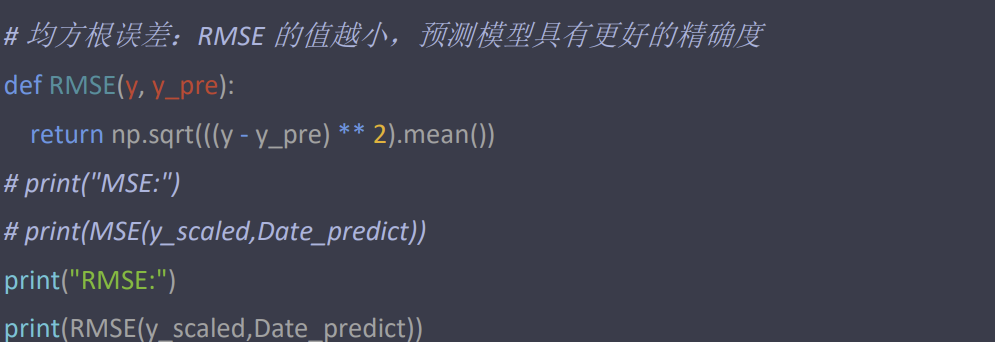 # 均方根误差：RMSE 的值越小，预测模型具有更好的精确度
def RMSE(y, y_pre):
return np.sqrt(((y - y_pre) ** 2).mean())
# print("MSE:")
# print(MSE(y_scaled,Date_predict))
print("RMSE:")
print(RMSE(y_scaled,Date_predict))